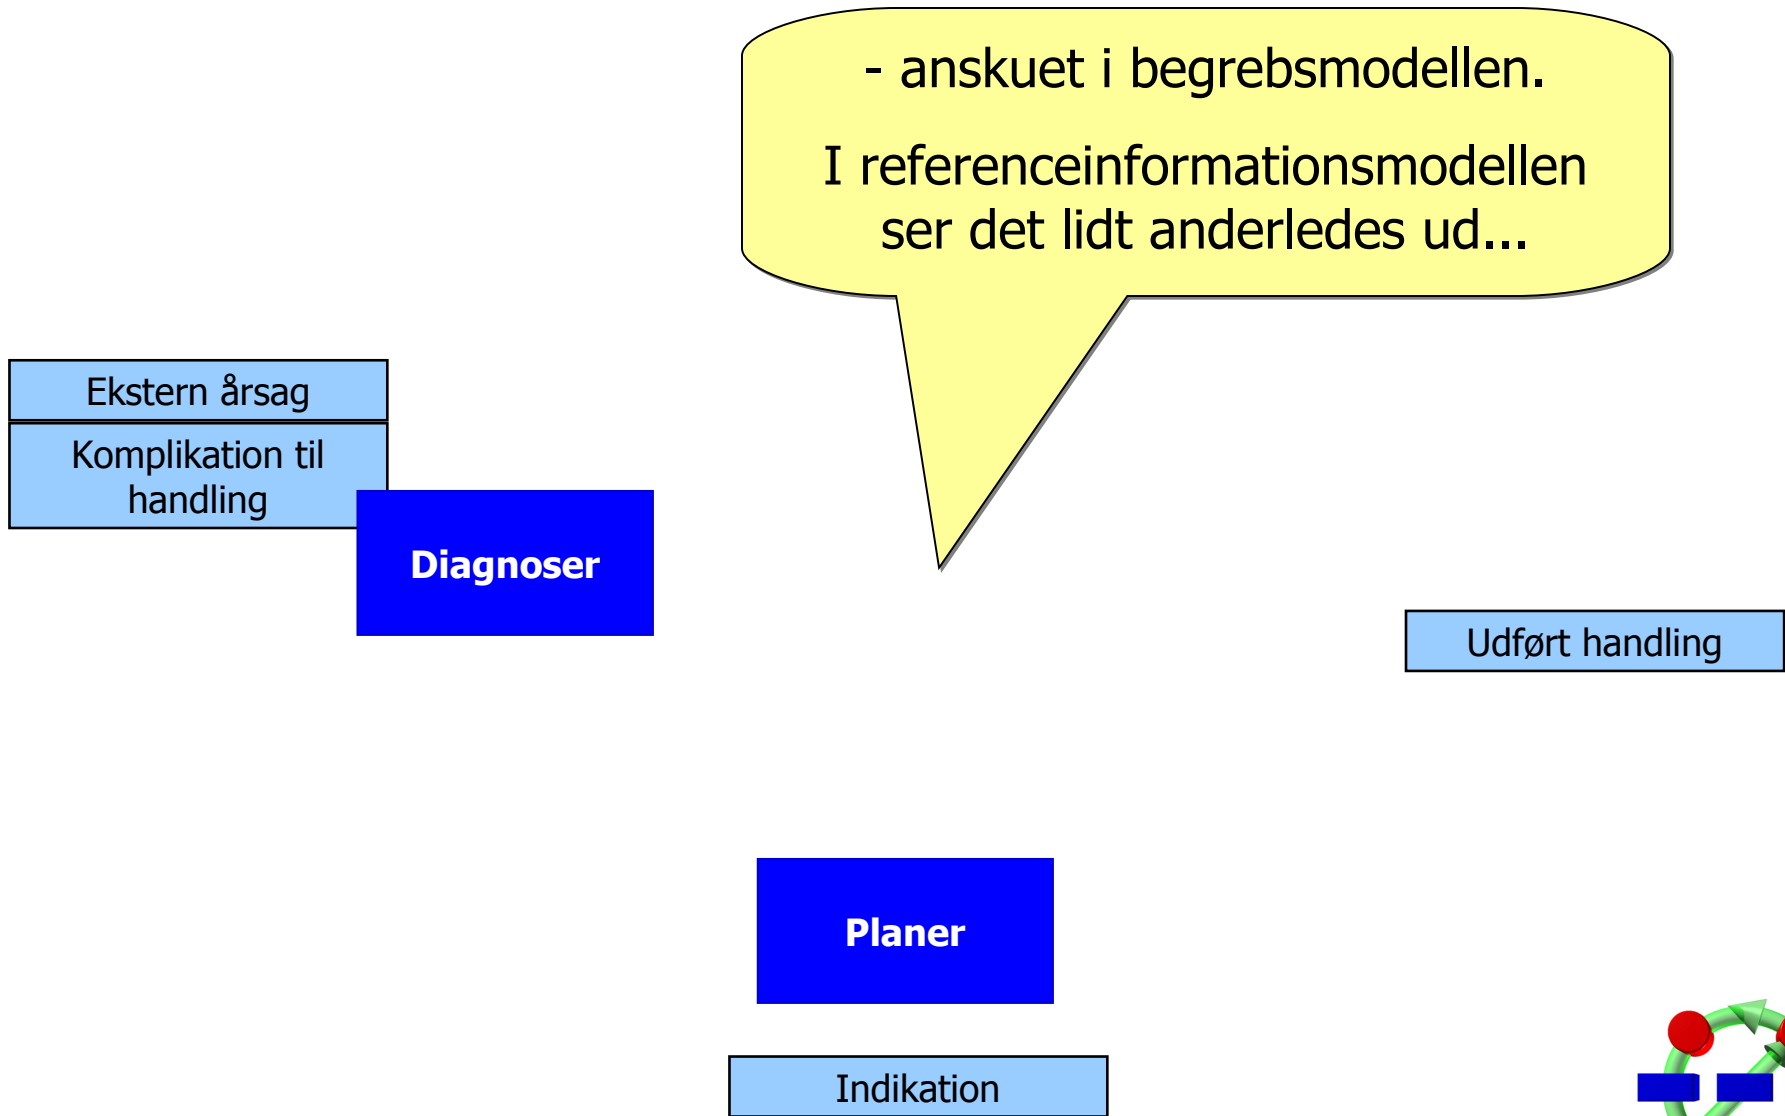 - anskuet i begrebsmodellen.
I referenceinformationsmodellen
ser det lidt anderledes ud...
Ekstern årsag
Komplikation til
handling
Diagnoser
Udført handling
Planer
Indikation